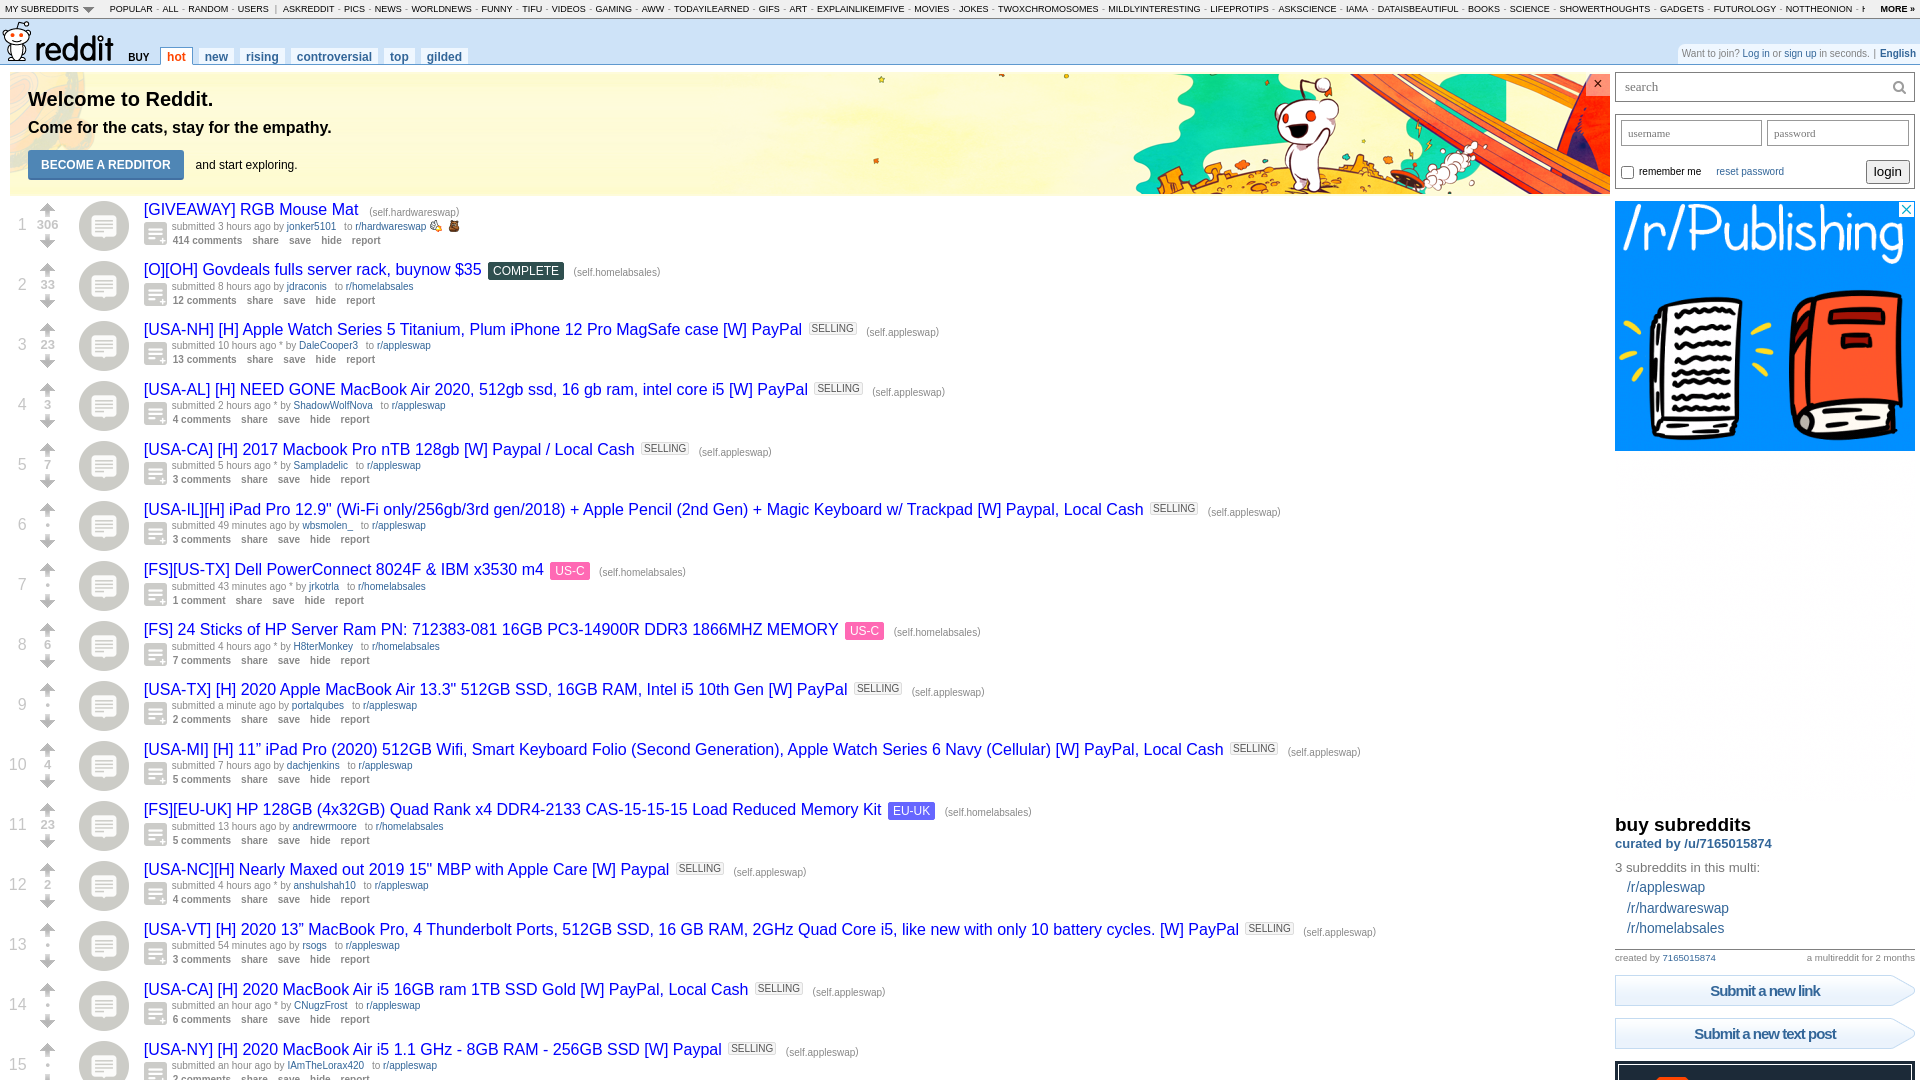 MY SUBREDDITS POPULAR - ALL - RANDOM - USERS | ASKREDDIT - PICS - NEWS - WORLDNEWS - FUNNY - TIFU - VIDEOS - GAMING - AWW - TODAYILEARNED - GIFS - ART - EXPLAINLIKEIMFIVE - MOVIES - JOKES - TWOXCHROMOSOMES - MILDLYINTERESTING - LIFEPROTIPS - ASKSCIENCE - IAMA - DATAISBEAUTIFUL - BOOKS - SCIENCE - SHOWERTHOUGHTS - GADGETS - FUTUROLOGY - NOTTHEONION - MORE »
reddit BUY hot new rising controversial top gilded
Want to join? Log in or sign up in seconds. | English
Welcome to Reddit.
Come for the cats, stay for the empathy.
BECOME A REDDITOR and start exploring.
×
1
306
[GIVEAWAY] RGB Mouse Mat (self.hardwareswap)
submitted 3 hours ago by jonker5101 to r/hardwareswap
414 comments share save hide report
2
33
[O][OH] Govdeals fulls server rack, buynow $35 COMPLETE (self.homelabsales)
submitted 8 hours ago by jdraconis to r/homelabsales
12 comments share save hide report
3
23
[USA-NH] [H] Apple Watch Series 5 Titanium, Plum iPhone 12 Pro MagSafe case [W] PayPal SELLING (self.appleswap)
submitted 10 hours ago * by DaleCooper3 to r/appleswap
13 comments share save hide report
4
3
[USA-AL] [H] NEED GONE MacBook Air 2020, 512gb ssd, 16 gb ram, intel core i5 [W] PayPal SELLING (self.appleswap)
submitted 2 hours ago * by ShadowWolfNova to r/appleswap
4 comments share save hide report
5
7
[USA-CA] [H] 2017 Macbook Pro nTB 128gb [W] Paypal / Local Cash SELLING (self.appleswap)
submitted 5 hours ago * by Sampladelic to r/appleswap
3 comments share save hide report
6
•
[USA-IL][H] iPad Pro 12.9" (Wi-Fi only/256gb/3rd gen/2018) + Apple Pencil (2nd Gen) + Magic Keyboard w/ Trackpad [W] Paypal, Local Cash SELLING (self.appleswap)
submitted 49 minutes ago by wbsmolen_ to r/appleswap
3 comments share save hide report
7
•
[FS][US-TX] Dell PowerConnect 8024F & IBM x3530 m4 US-C (self.homelabsales)
submitted 43 minutes ago * by jrkotrla to r/homelabsales
1 comment share save hide report
8
6
[FS] 24 Sticks of HP Server Ram PN: 712383-081 16GB PC3-14900R DDR3 1866MHZ MEMORY US-C (self.homelabsales)
submitted 4 hours ago * by H8terMonkey to r/homelabsales
7 comments share save hide report
9
•
[USA-TX] [H] 2020 Apple MacBook Air 13.3" 512GB SSD, 16GB RAM, Intel i5 10th Gen [W] PayPal SELLING (self.appleswap)
submitted a minute ago by portalqubes to r/appleswap
2 comments share save hide report
10
4
[USA-MI] [H] 11” iPad Pro (2020) 512GB Wifi, Smart Keyboard Folio (Second Generation), Apple Watch Series 6 Navy (Cellular) [W] PayPal, Local Cash SELLING (self.appleswap)
submitted 7 hours ago by dachjenkins to r/appleswap
5 comments share save hide report
11
23
[FS][EU-UK] HP 128GB (4x32GB) Quad Rank x4 DDR4-2133 CAS-15-15-15 Load Reduced Memory Kit EU-UK (self.homelabsales)
submitted 13 hours ago by andrewrmoore to r/homelabsales
5 comments share save hide report
12
2
[USA-NC][H] Nearly Maxed out 2019 15" MBP with Apple Care [W] Paypal SELLING (self.appleswap)
submitted 4 hours ago * by anshulshah10 to r/appleswap
4 comments share save hide report
13
•
[USA-VT] [H] 2020 13” MacBook Pro, 4 Thunderbolt Ports, 512GB SSD, 16 GB RAM, 2GHz Quad Core i5, like new with only 10 battery cycles. [W] PayPal SELLING (self.appleswap)
submitted 54 minutes ago by rsogs to r/appleswap
3 comments share save hide report
14
•
[USA-CA] [H] 2020 MacBook Air i5 16GB ram 1TB SSD Gold [W] PayPal, Local Cash SELLING (self.appleswap)
submitted an hour ago * by CNugzFrost to r/appleswap
6 comments share save hide report
15
•
[USA-NY] [H] 2020 MacBook Air i5 1.1 GHz - 8GB RAM - 256GB SSD [W] Paypal SELLING (self.appleswap)
submitted an hour ago by IAmTheLorax420 to r/appleswap
2 comments share save hide report
search
username password
remember me reset password login
/r/Publishing
buy subreddits
curated by /u/7165015874
3 subreddits in this multi:
/r/appleswap
/r/hardwareswap
/r/homelabsales
created by 7165015874 a multireddit for 2 months
Submit a new link
Submit a new text post